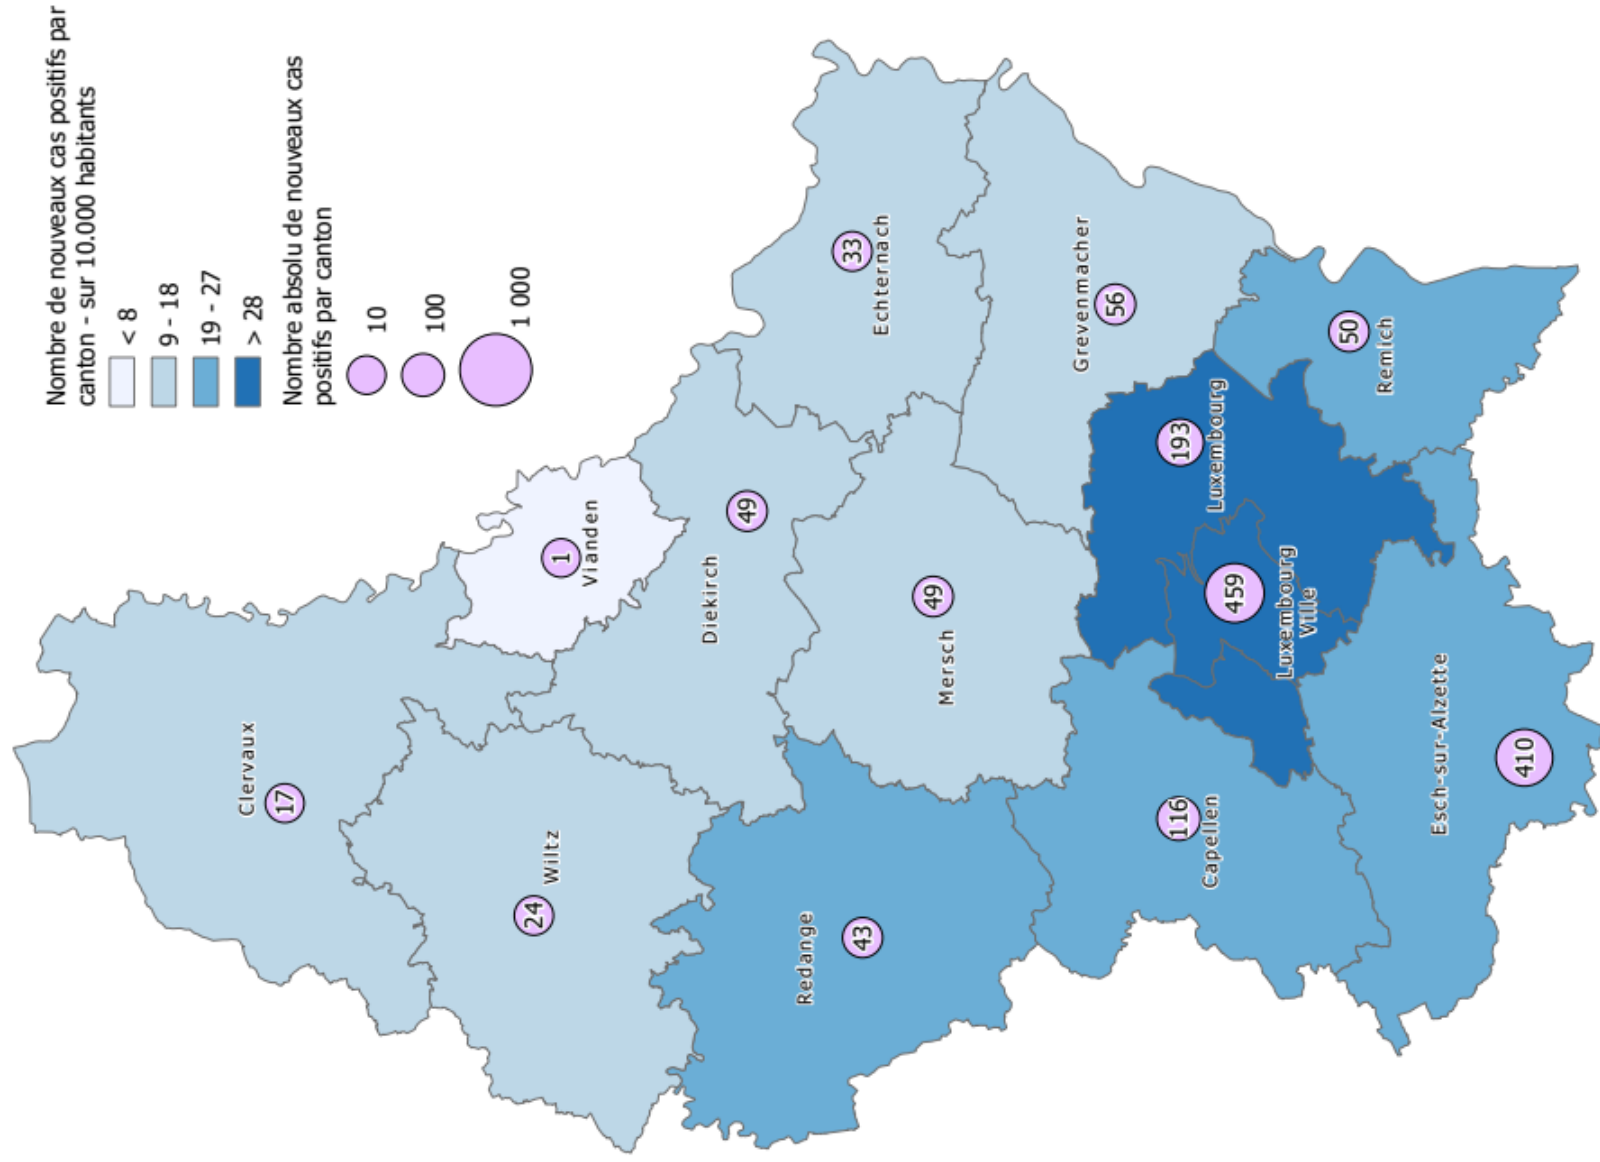 Nombre de nouveaux cas positifs par
canton - sur 10.000 habitants
< 8
9 - 18
19 - 27
> 28
Nombre absolu de nouveaux cas
positifs par canton
10
100
1 000
Clervaux
17
24
Wiltz
1
Vianden
Diekirch
49
33
Echternach
Redange
43
49
Mersch
Grevenmacher
56
116
Capellen
193
Luxembourg
459
Luxembourg
Ville
50
Remich
Esch-sur-Alzette
410